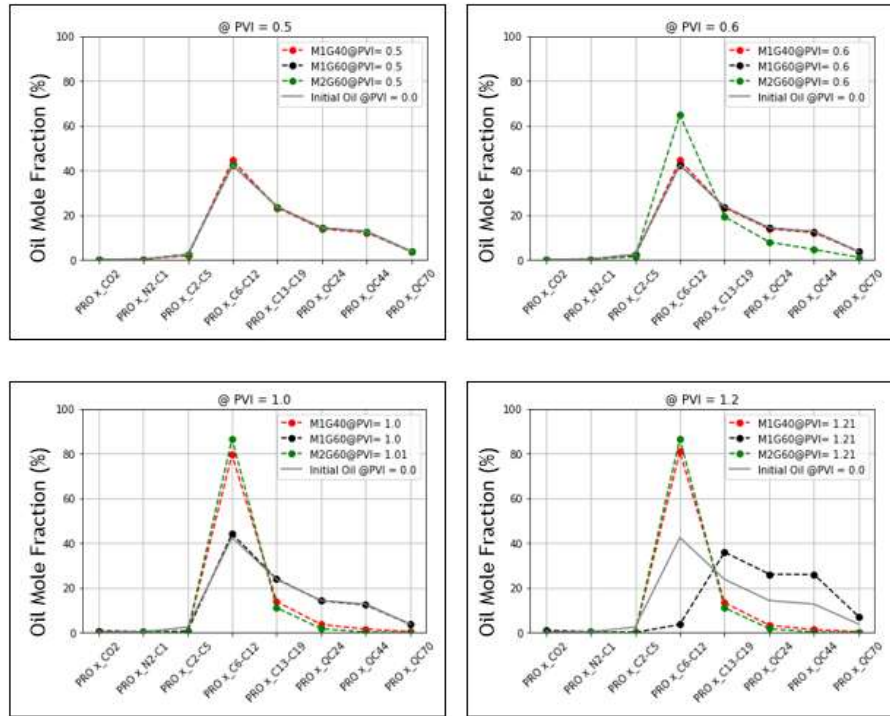 @ PVI = 0.5
100
80
60
40
20
0
Oil Mole Fraction (%)
M1G40@PVI= 0.5
M1G60@PVI= 0.5
M2G60@PVI= 0.5
Initial Oil @PVI = 0.0
PRO x_CO2
PRO x_N2-C1
PRO x_C2-C5
PRO x_C6-C12
PRO x_C13-C19
PRO x_QC24
PRO x_QC44
PRO x_QC70
@ PVI = 0.6
100
80
60
40
20
0
Oil Mole Fraction (%)
M1G40@PVI= 0.6
M1G60@PVI= 0.6
M2G60@PVI= 0.6
Initial Oil @PVI = 0.0
PRO x_CO2
PRO x_N2-C1
PRO x_C2-C5
PRO x_C6-C12
PRO x_C13-C19
PRO x_QC24
PRO x_QC44
PRO x_QC70
@ PVI = 1.0
100
80
60
40
20
0
Oil Mole Fraction (%)
M1G40@PVI= 1.0
M1G60@PVI= 1.0
M2G60@PVI= 1.01
Initial Oil @PVI = 0.0
PRO x_CO2
PRO x_N2-C1
PRO x_C2-C5
PRO x_C6-C12
PRO x_C13-C19
PRO x_QC24
PRO x_QC44
PRO x_QC70
@ PVI = 1.2
100
80
60
40
20
0
Oil Mole Fraction (%)
M1G40@PVI= 1.21
M1G60@PVI= 1.21
M2G60@PVI= 1.21
Initial Oil @PVI = 0.0
PRO x_CO2
PRO x_N2-C1
PRO x_C2-C5
PRO x_C6-C12
PRO x_C13-C19
PRO x_QC24
PRO x_QC44
PRO x_QC70